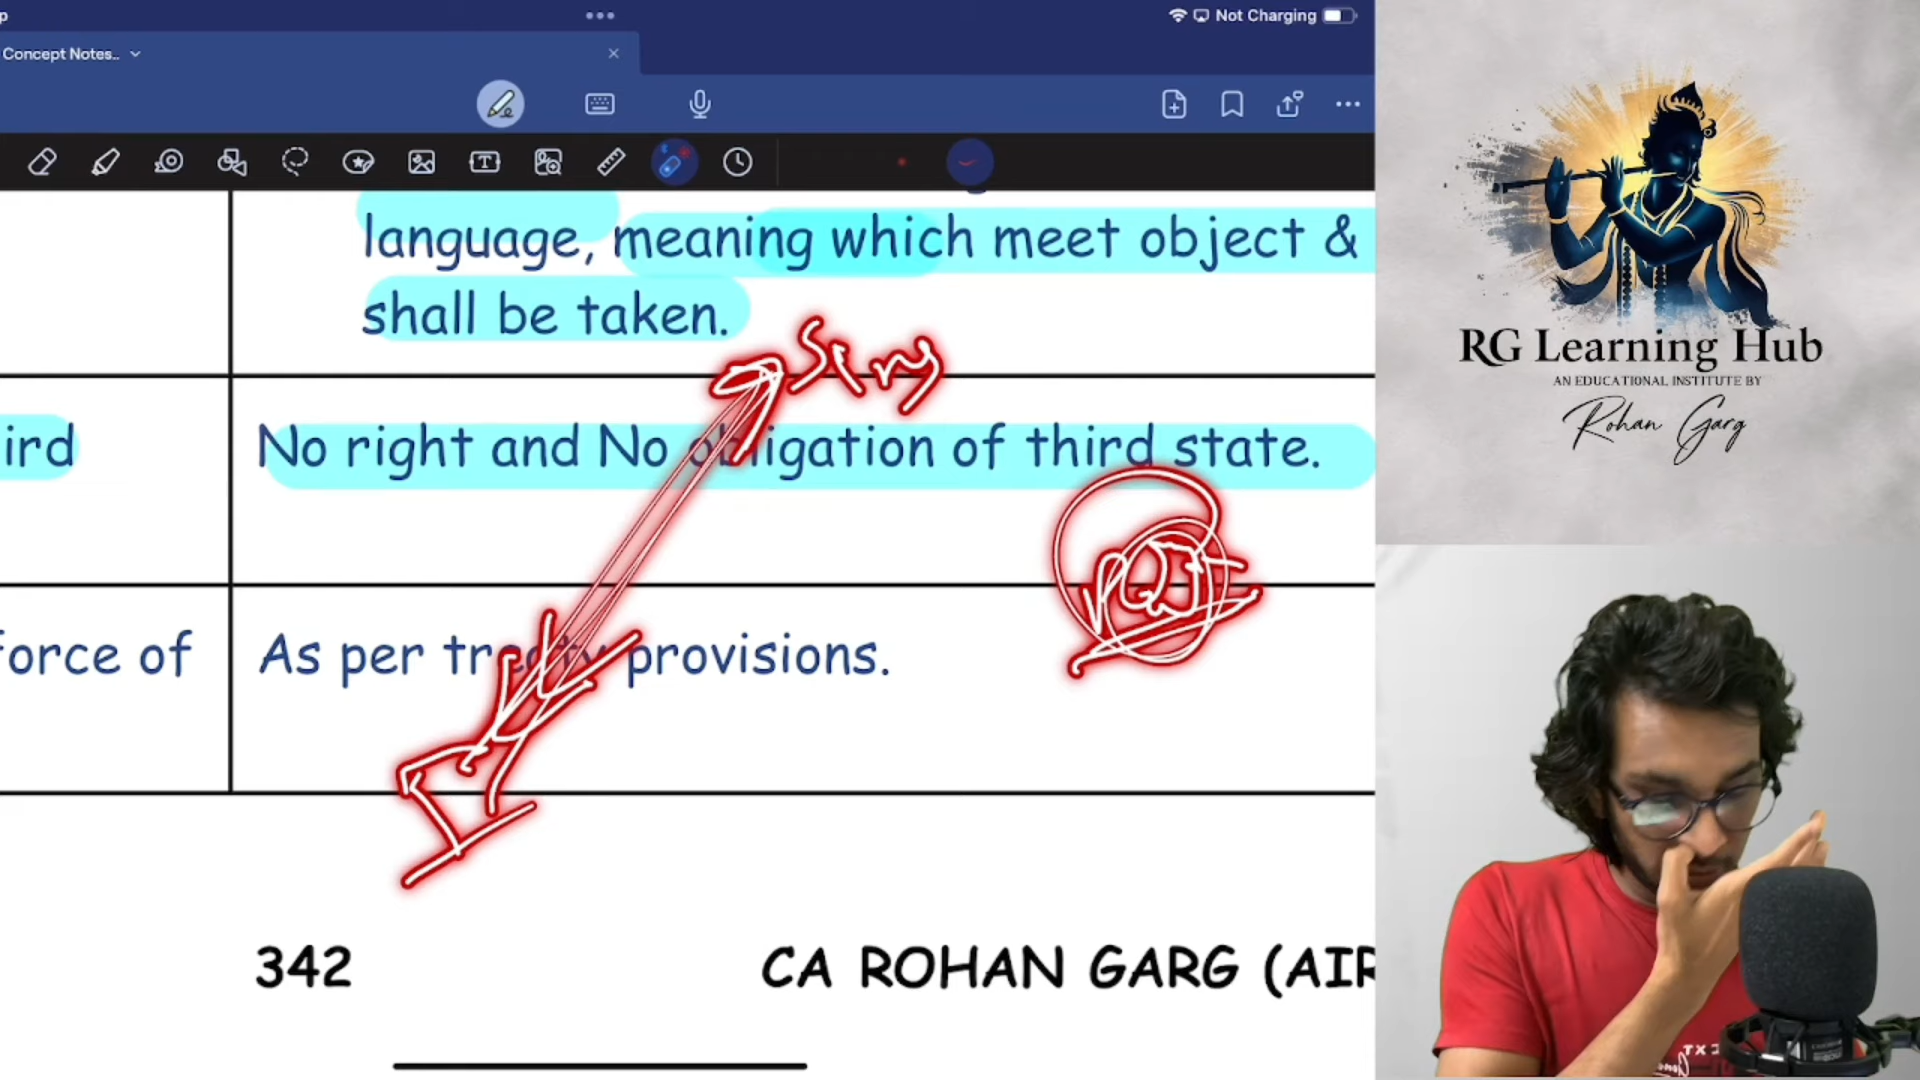 p
Not Charging
Concept Notes..
language, meaning which meet object &
shall be taken.
ird
No right and No obligation of third state.
force of
As per treaty provisions.
342
CA ROHAN GARG (AIR
RG Learning Hub
AN EDUCATIONAL INSTITUTE BY
Rohan Garg